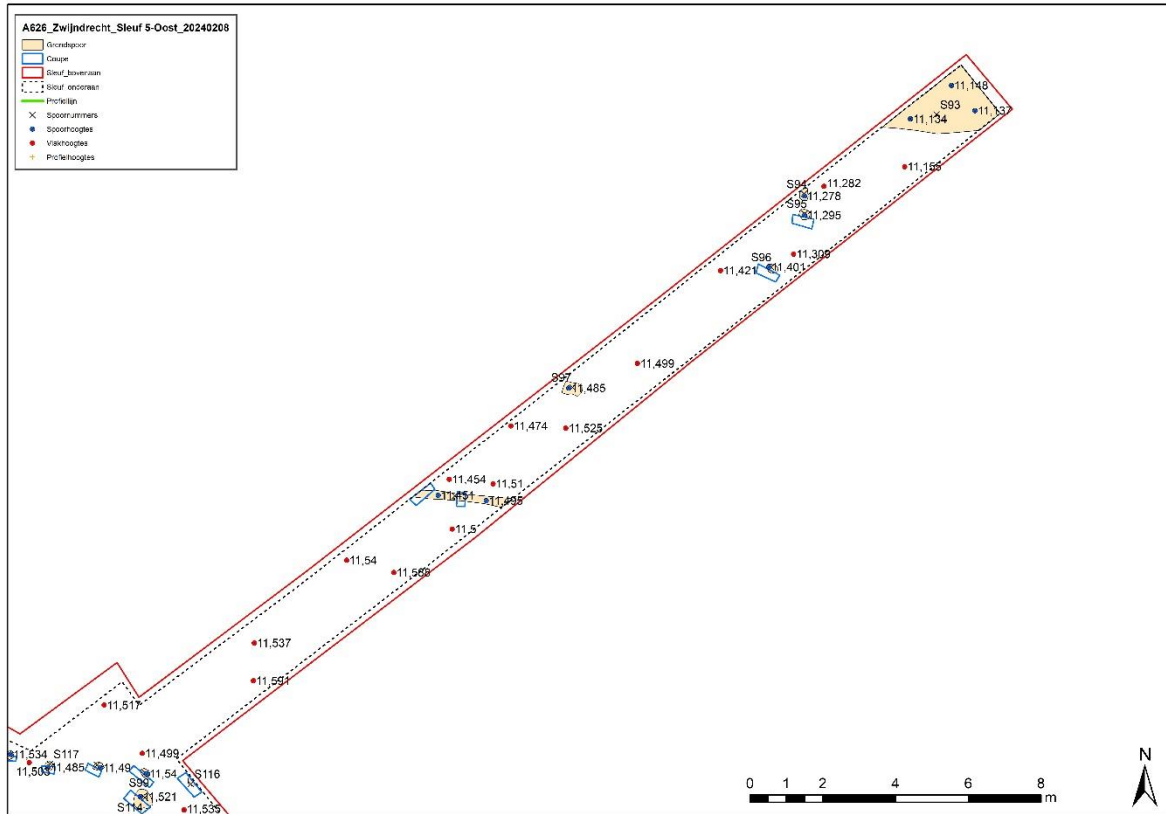 A626_Zwijndrecht_Sleuf 5-Oost_20240208
Grondspoor
Coupe
Sleuf_bovenaan
Sleuf_onderaan
Profiellijn
Spoornummers
Spoorhoogtes
Vlakhoogtes
Profielhoogtes
11,148
S93
11,137
11,134
11,155
S94
11,282
11,278
S95
11,295
S96
11,309
11,401
11,421
11,499
S97
11,485
11,474
11,525
11,454
11,51
11,451
11,495
11,5
11,54
11,586
11,537
11,591
11,517
11,499
11,534
S117
11,503
11,485
11,49
11,54
S116
S99
11,521
S114
11,535
N
0 1 2 4 6 8
m